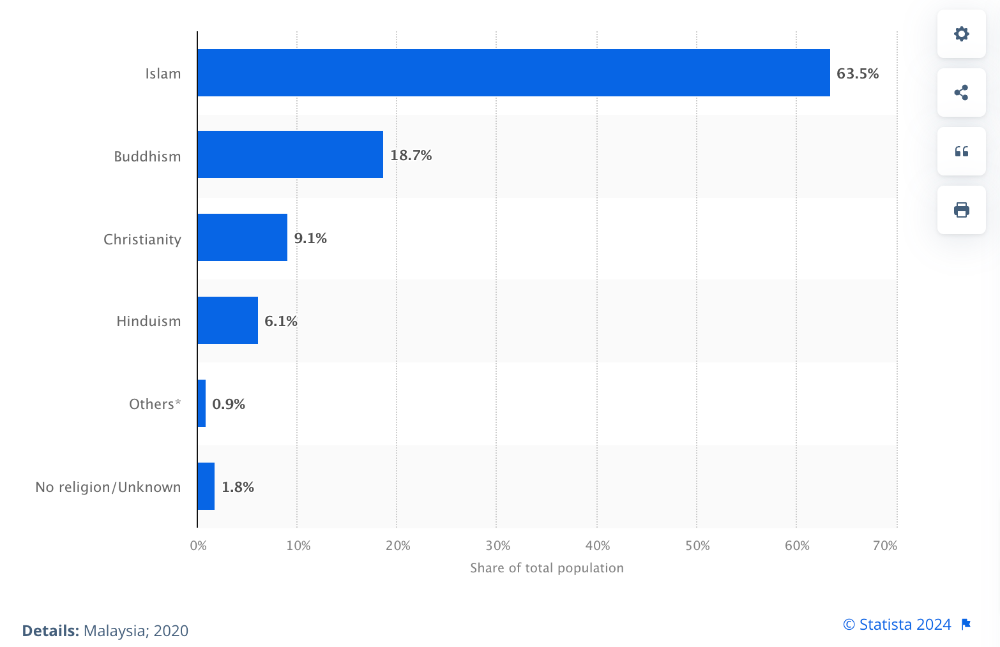 Islam
63.5%
Buddhism
18.7%
Christianity
9.1%
Hinduism
6.1%
Others*
0.9%
No religion/Unknown
1.8%
0% 10% 20% 30% 40% 50% 60% 70%
Share of total population
Details: Malaysia; 2020
© Statista 2024